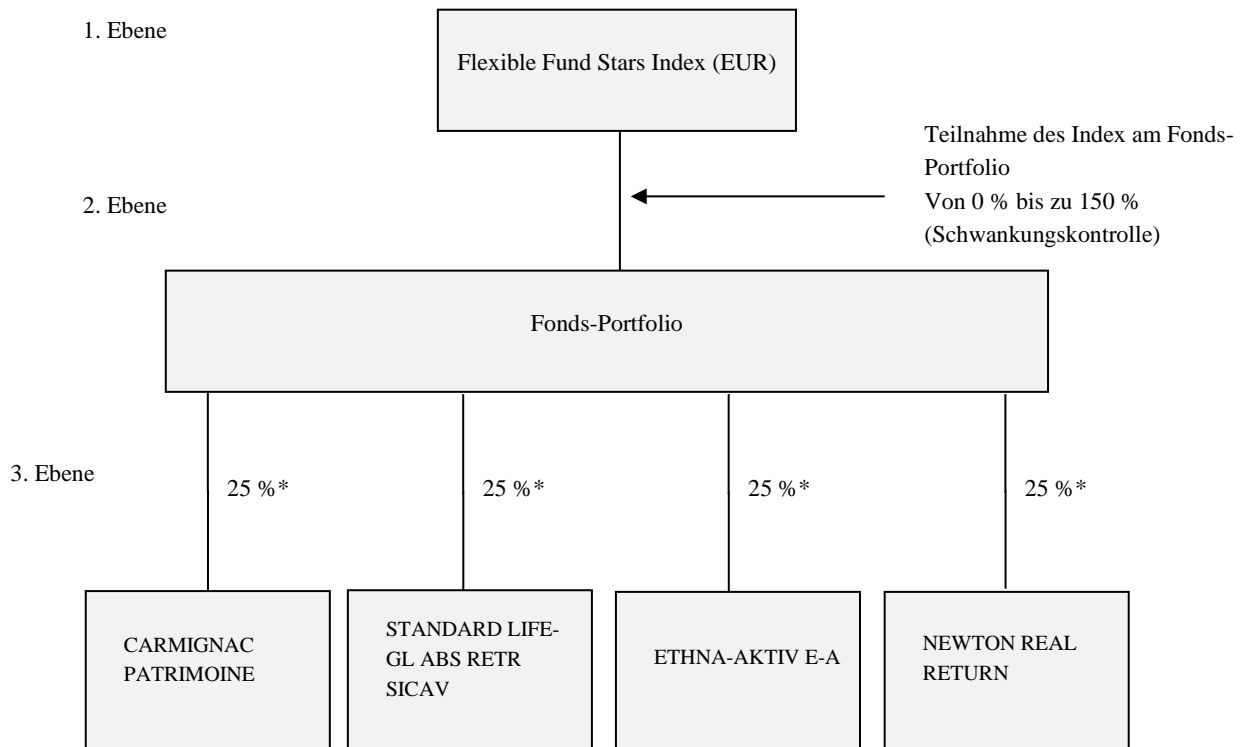 1. Ebene
Flexible Fund Stars Index (EUR)
Teilnahme des Index am Fonds-
Portfolio
Von 0 % bis zu 150 %
(Schwankungskontrolle)
2. Ebene
Fonds-Portfolio
3. Ebene
25 %*
25 %*
25 %*
25 %*
CARMIGNAC
PATRIMOINE
STANDARD LIFE-
GL ABS RETR
SICAV
ETHNA-AKTIV E-A
NEWTON REAL
RETURN